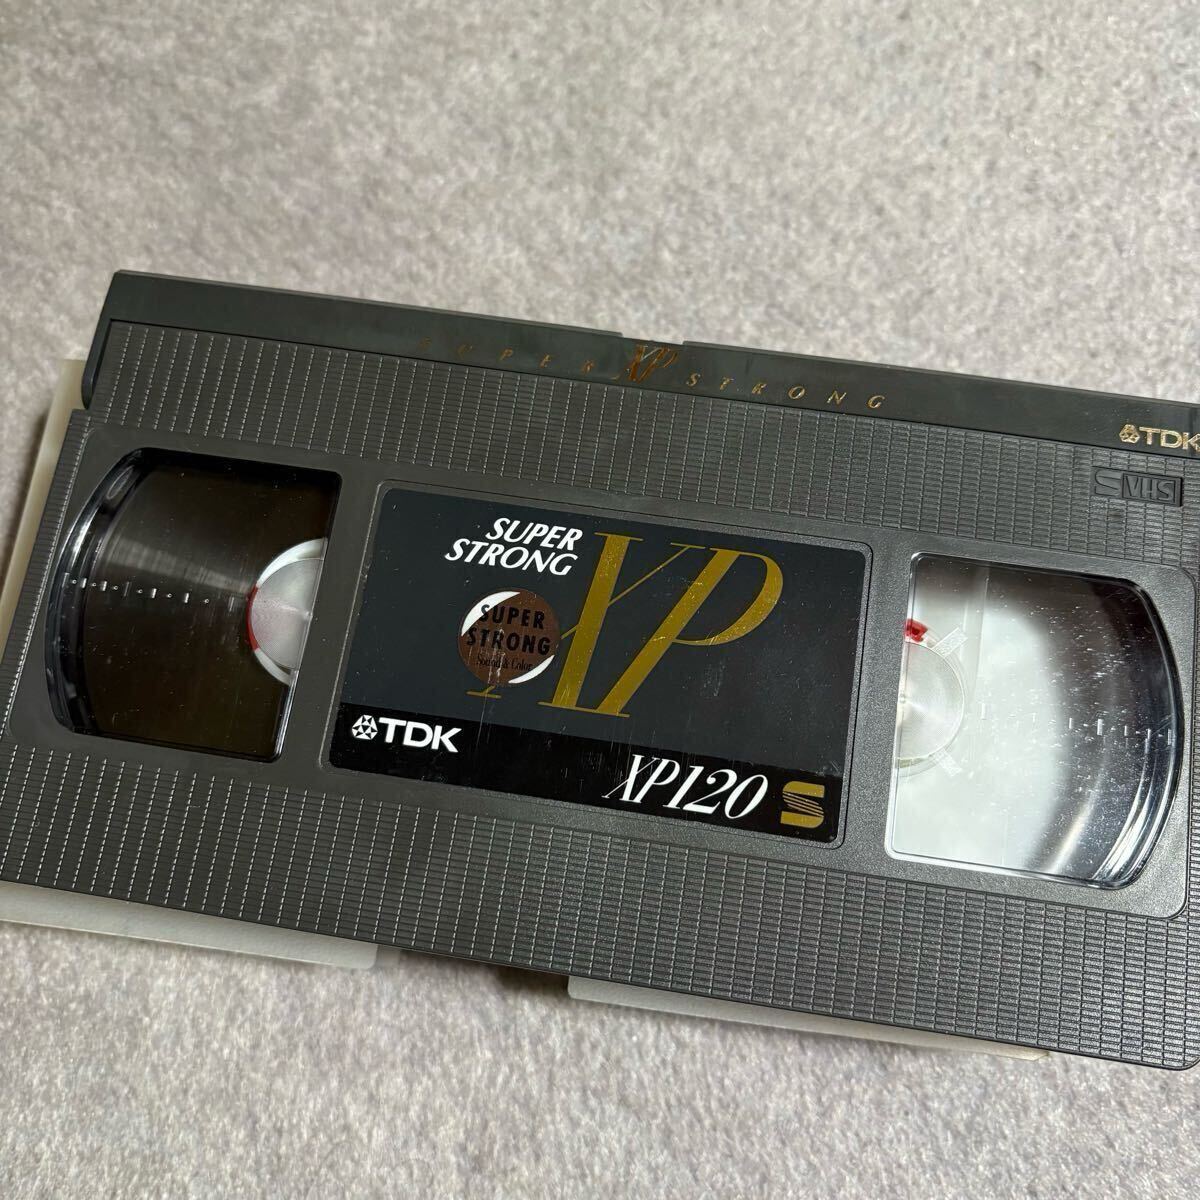 SUPER XP STRONG
TDK
S VHS
SUPER
STRONG
XP
SUPER
STRONG
Sound & Color
TDK
XP120 S